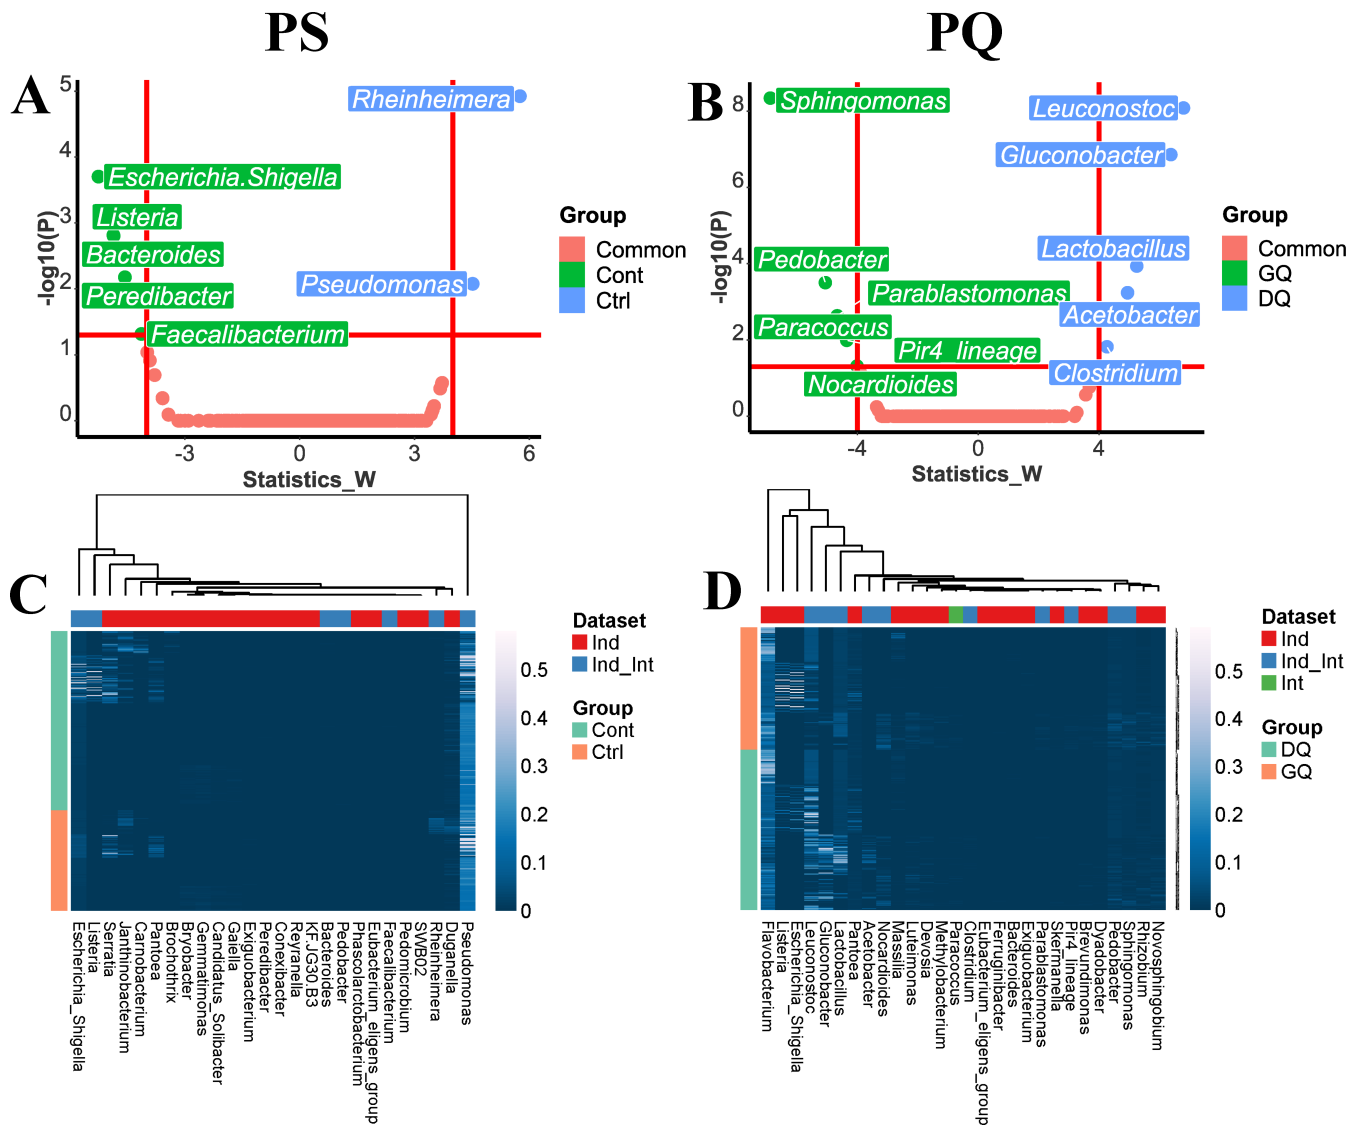 PS
PQ
A
5
4
3
2
1
0
-log10(P)
Rheinheimera
Escherichia.Shigella
Listeria
Bacteroides
Peredibacter
Pseudomonas
Faecalibacterium
-3
0
3
6
Statistics_W
Group
Common
Cont
Ctrl
B
8
6
4
2
0
-log10(P)
Sphingomonas
Leuconostoc
Gluconobacter
Lactobacillus
Pedobacter
Parablastomonas
Acetobacter
Paracoccus
Pir4_lineage
Clostridium
Nocardioides
-4
0
4
Statistics_W
Group
Common
GQ
DQ
C
Dataset
Ind
Ind_Int
Group
Cont
Ctrl
0.5
0.4
0.3
0.2
0.1
0
Escherichia_Shigella
Listeria
Serratia
Janthinobacterium
Carnobacterium
Pantoea
Brochothrix
Bryobacter
Gemmatimonas
Candidatus_Solibacter
Gaiella
Exiguobacterium
Peredibacter
Conexibacter
Reyranella
KF.JG30.B3
Bacteroides
Pedobacter
Phascolarctobacterium
Eubacterium_eligens_group
Faecalibacterium
Pedomicrobium
SWB02
Rheinheimera
Duganella
Pseudomonas
D
Dataset
Ind
Ind_Int
Int
Group
DQ
GQ
0.5
0.4
0.3
0.2
0.1
0
Flavobacterium
Listeria
Escherichia_Shigella
Leuconostoc
Gluconobacter
Lactobacillus
Pantoea
Acetobacter
Nocardioides
Massilia
Luteimonas
Devosia
Methylobacterium
Paracoccus
Clostridium
Eubacterium_eligens_group
Ferruginibacter
Bacteroides
Exiguobacterium
Parablastomonas
Skermanella
Pir4_lineage
Brevundimonas
Dyadobacter
Pedobacter
Sphingomonas
Rhizobium
Novosphingobium